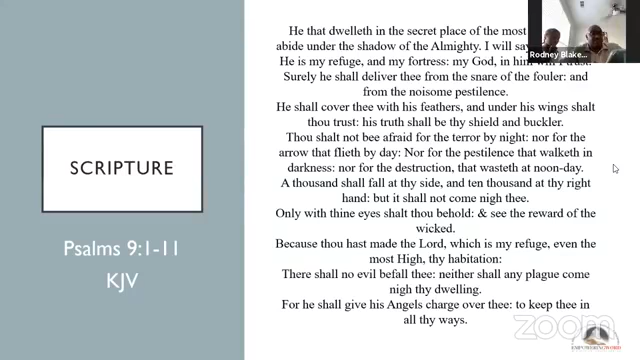 SCRIPTURE
Psalms 9:1-11
KJV
He that dwelleth in the secret place of the most
abide under the shadow of the Almighty. I will say
He is my refuge, and my fortress: my God, in him will I trust.
Surely he shall deliver thee from the snare of the fouler: and
from the noisome pestilence.
He shall cover thee with his feathers, and under his wings shalt
thou trust: his truth shall be thy shield and buckler.
Thou shalt not bee afraid for the terror by night: nor for the
arrow that flieth by day: Nor for the pestilence that walketh in
darkness: nor for the destruction, that wasteth at noon-day.
A thousand shall fall at thy side, and ten thousand at thy right
hand: but it shall not come nigh thee.
Only with thine eyes shalt thou behold: & see the reward of the
wicked.
Because thou hast made the Lord, which is my refuge, even the
most High, thy habitation:
There shall no evil befall thee: neither shall any plague come
nigh thy dwelling.
For he shall give his Angels charge over thee: to keep thee in
all thy ways.
Rodney Blake...
zoom
EMPOWERING WORD